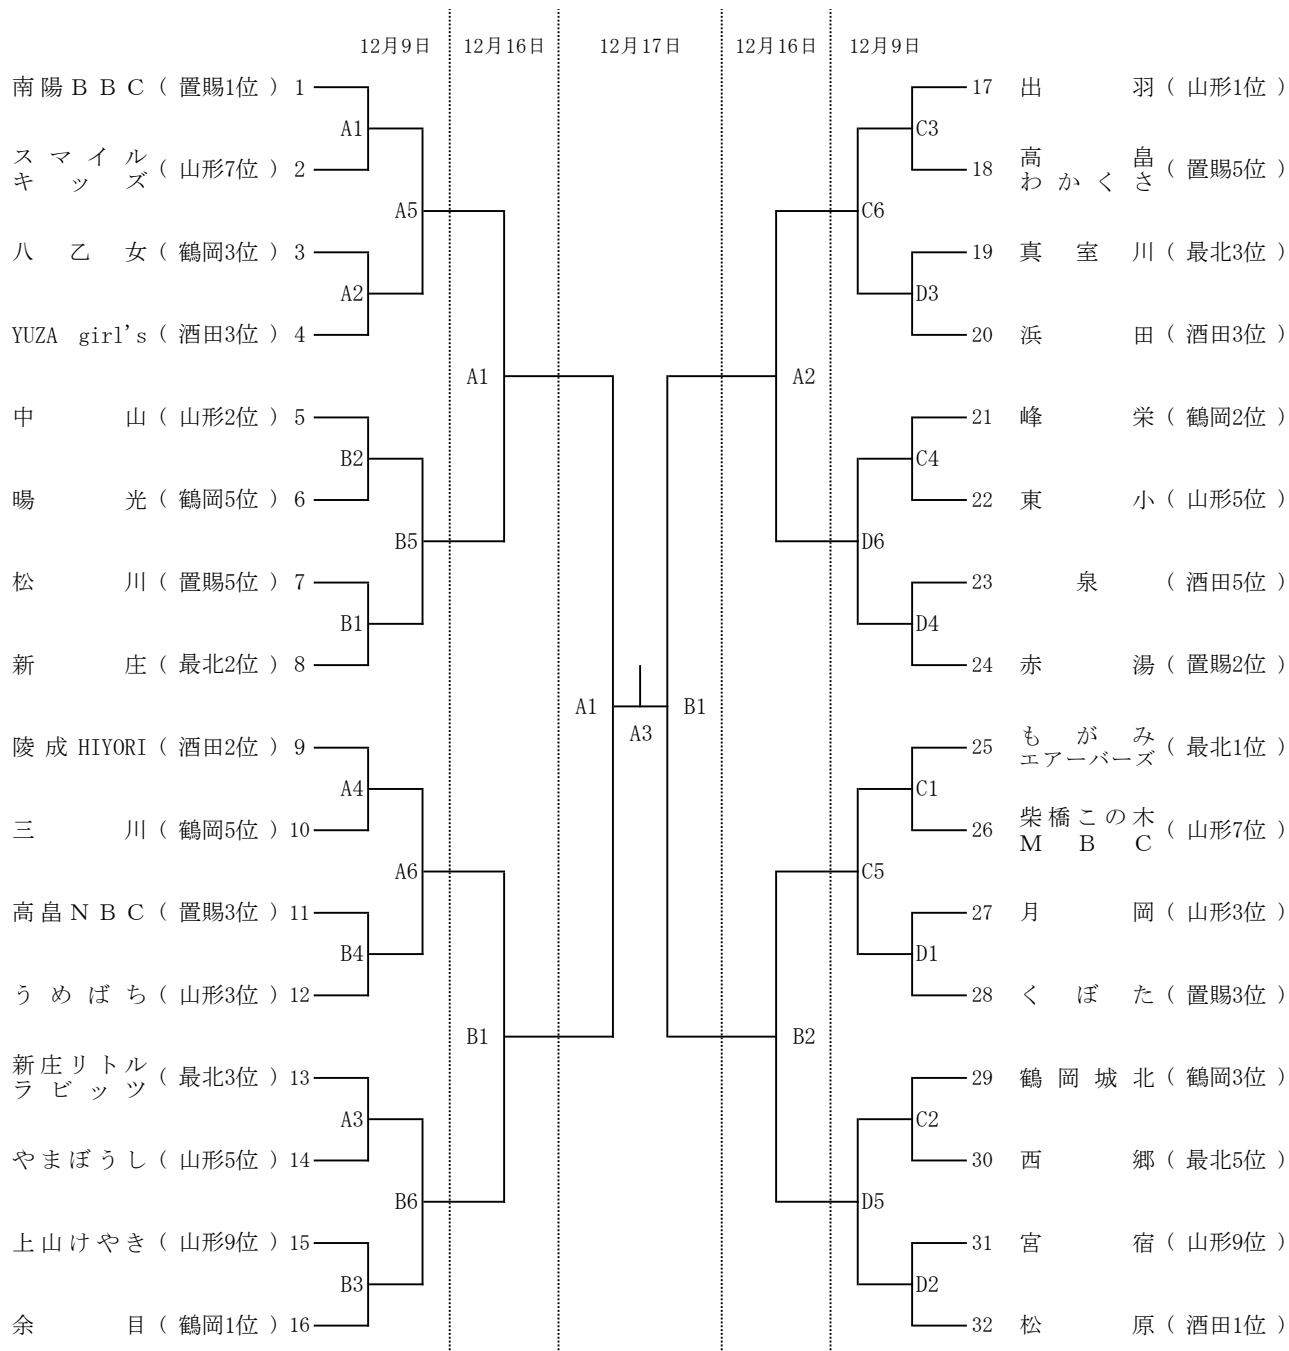 12月9日 12月16日 12月17日 12月16日 12月9日
南陽ＢＢＣ（ 置賜1位 ） 1
17 出羽（ 山形1位 ）
A1
C3
スマイル
キッズ
（ 山形7位 ） 2
18 高畠
わかくさ
（ 置賜5位 ）
A5
C6
八乙女（ 鶴岡3位 ） 3
19 真室川（ 最北3位 ）
A2
D3
YUZA girl's（ 酒田3位 ） 4
20 浜田（ 酒田3位 ）
A1
A2
中山（ 山形2位 ） 5
21 峰栄（ 鶴岡2位 ）
B2
C4
暘光（ 鶴岡5位 ） 6
22 東小（ 山形5位 ）
B5
D6
松川（ 置賜5位 ） 7
23 泉（ 酒田5位 ）
B1
D4
新庄（ 最北2位 ） 8
24 赤湯（ 置賜2位 ）
A1
B1
A3
陵成HIYORI（ 酒田2位 ） 9
25 もがみ
エアーバーズ
（ 最北1位 ）
A4
C1
三川（ 鶴岡5位 ） 10
26 柴橋この木
ＭＢＣ
（ 山形7位 ）
A6
C5
高畠ＮＢＣ（ 置賜3位 ） 11
27 月岡（ 山形3位 ）
B4
D1
うめばち（ 山形3位 ） 12
28 くぼた（ 置賜3位 ）
B1
B2
新庄リトル
ラビッツ
（ 最北3位 ） 13
29 鶴岡城北（ 鶴岡3位 ）
A3
C2
やまぼうし（ 山形5位 ） 14
30 西郷（ 最北5位 ）
B6
D5
上山けやき（ 山形9位 ） 15
31 宮宿（ 山形9位 ）
B3
D2
余目（ 鶴岡1位 ） 16
32 松原（ 酒田1位 ）